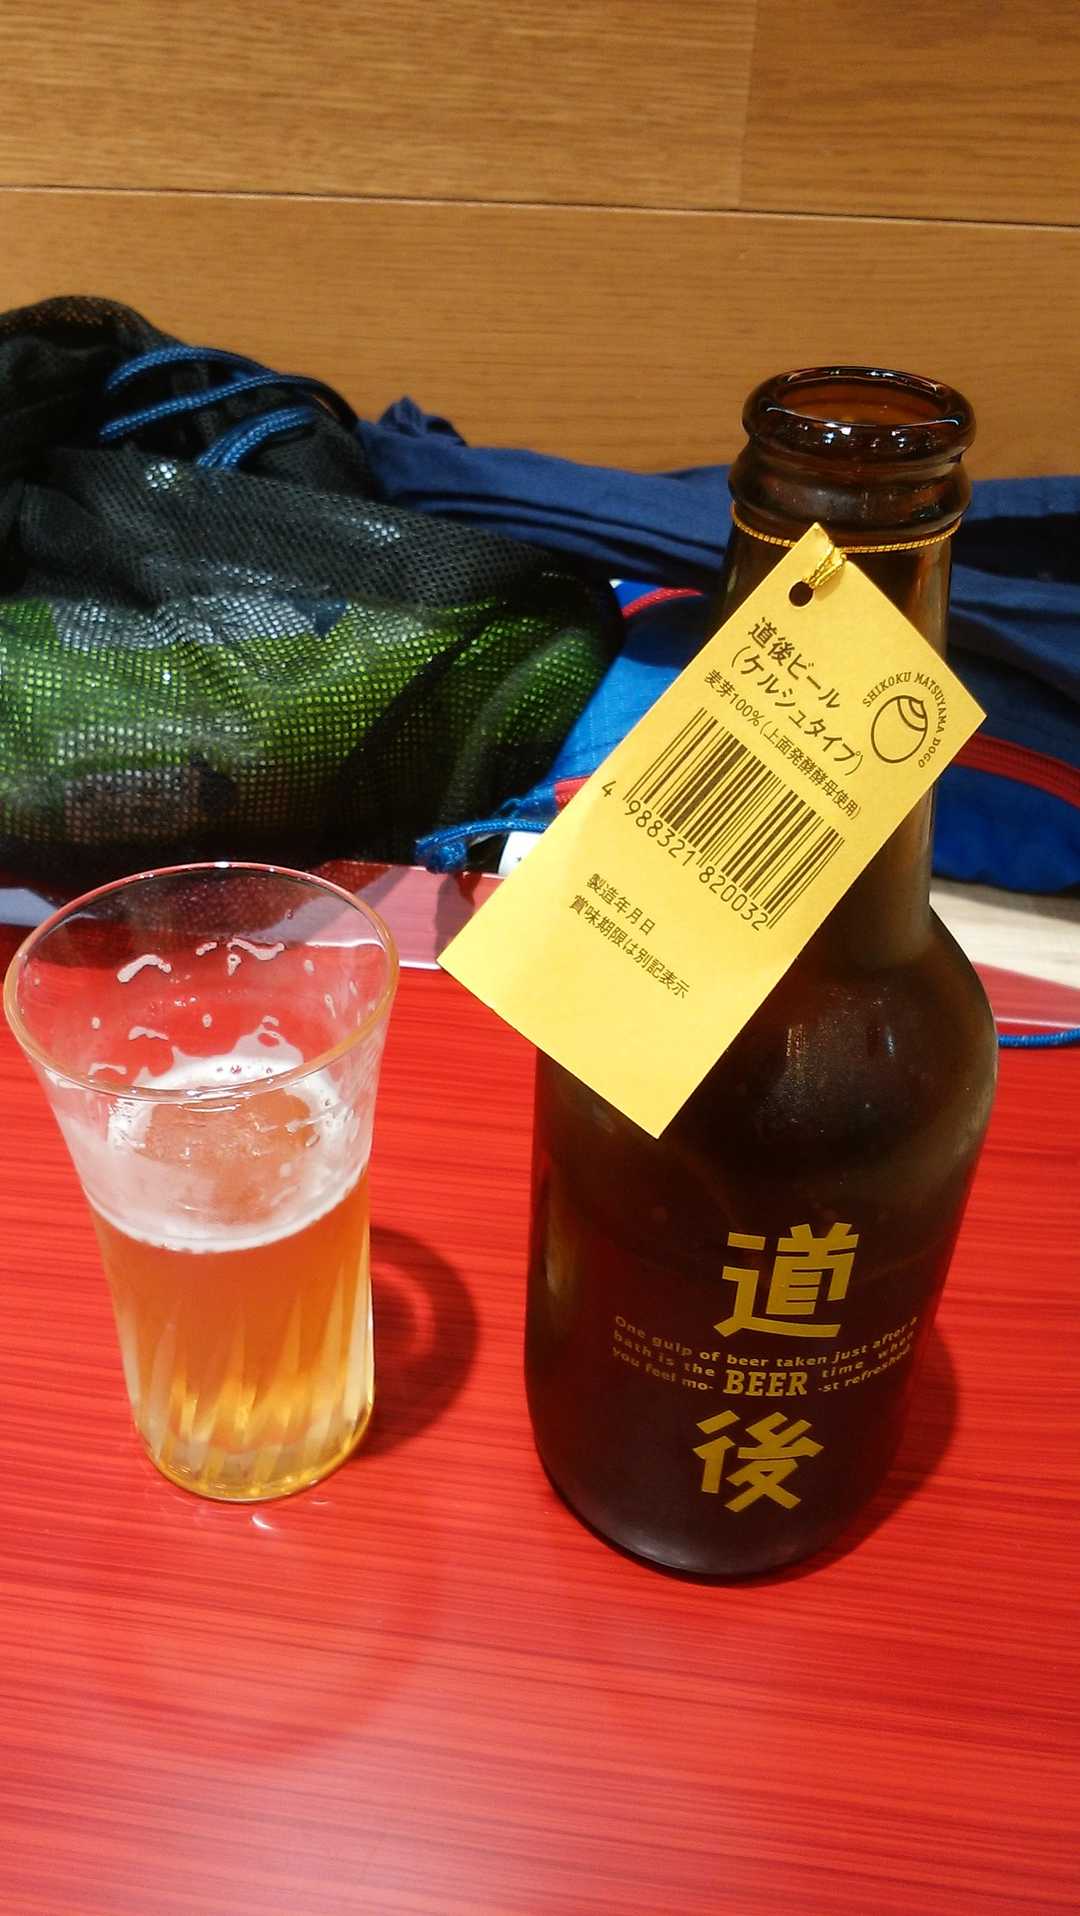 道後ビール
(ケルシュタイプ)
麦芽100%(上面発酵酵母使用)
SHIKOKU MATSUYAMA DOGO
4 988321 820032
製造年月日
賞味期限は別記表示
道
One gulp of beer taken just after a
bath is the BEER time when
you feel mo- -st refreshed.
後